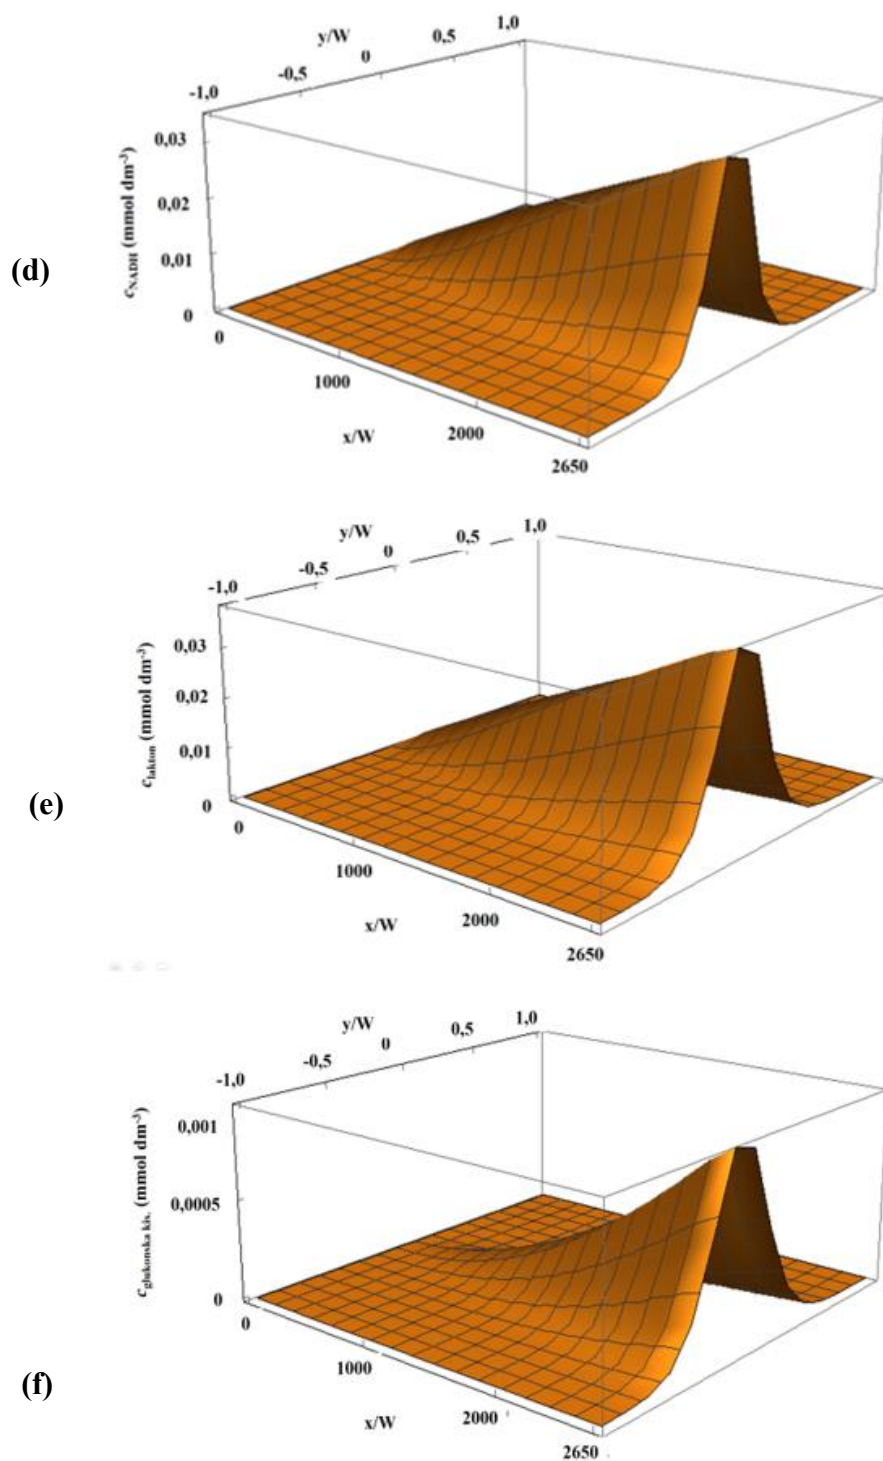 y/W
-1,0 -0,5 0 0,5 1,0
0,03
0,02
0,01
0
c_NADH (mmol dm⁻³)
(d)
0 1000 2000 2650
x/W
y/W
-1,0 -0,5 0 0,5 1,0
0,03
0,02
0,01
0
c_lakton (mmol dm⁻³)
(e)
0 1000 2000 2650
x/W
y/W
-1,0 -0,5 0 0,5 1,0
0,001
0,0005
0
c_glukonska kis. (mmol dm⁻³)
(f)
0 1000 2000 2650
x/W